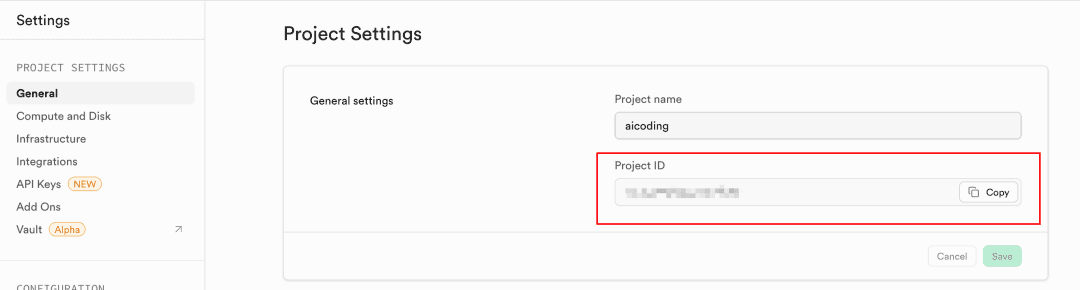 Settings
PROJECT SETTINGS
General
Compute and Disk
Infrastructure
Integrations
API Keys NEW
Add Ons
Vault Alpha
CONFIGURATION
Project Settings
General settings
Project name
aicoding
Project ID
Copy
Cancel
Save